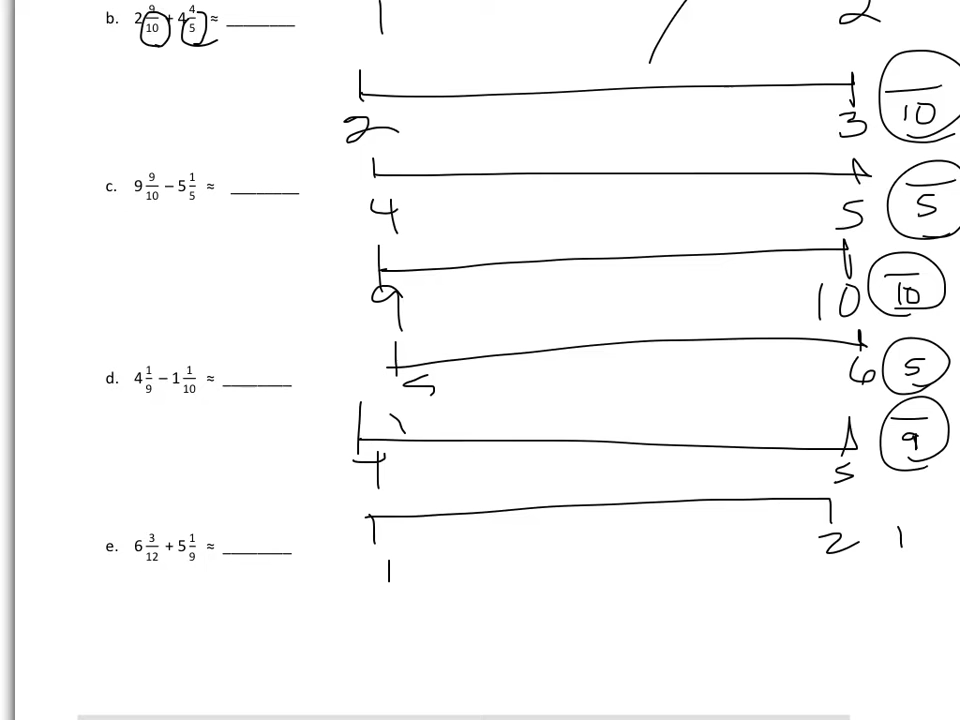 b. 2 9/10 + 4 4/5 ≈ ________
1 2
2 3 /10
c. 9 9/10 − 5 1/5 ≈ ________
4 5 /5
9 10 /10
5 6 5
d. 4 1/9 − 1 1/10 ≈ ________
4 5 /9
1 2 1
e. 6 3/12 + 5 1/9 ≈ ________